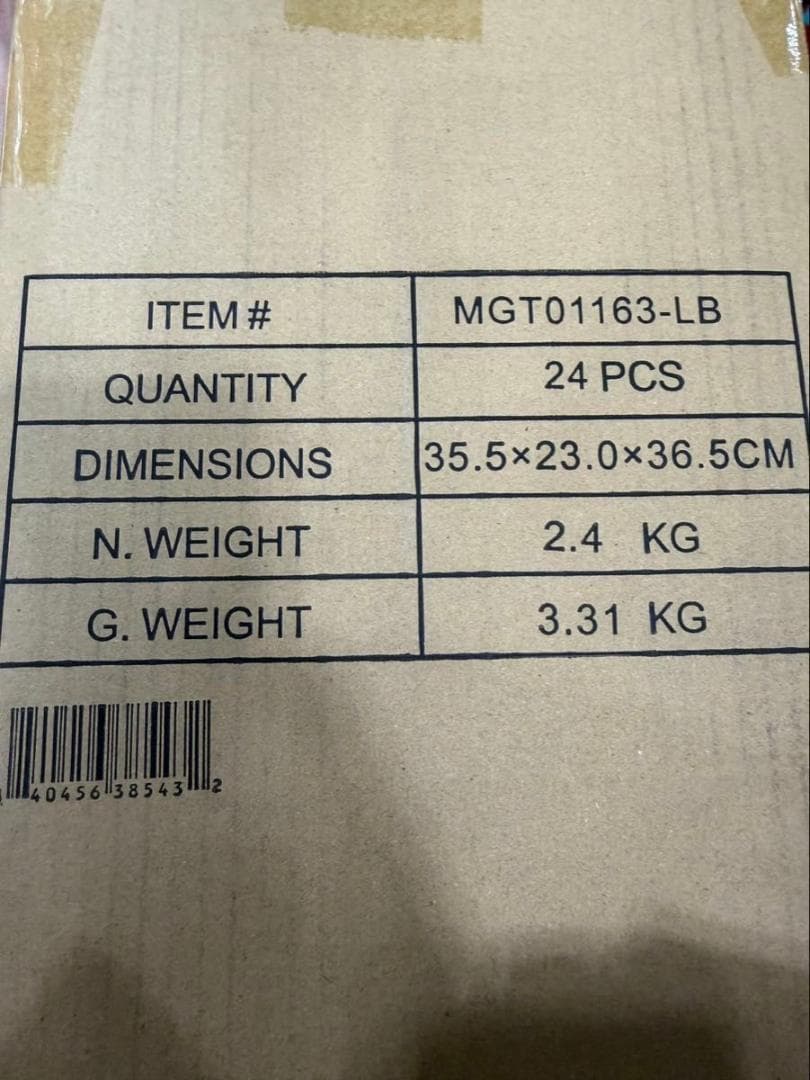 ITEM # MGT01163-LB
QUANTITY 24 PCS
DIMENSIONS 35.5×23.0×36.5CM
N. WEIGHT 2.4 KG
G. WEIGHT 3.31 KG
40456 38543 2